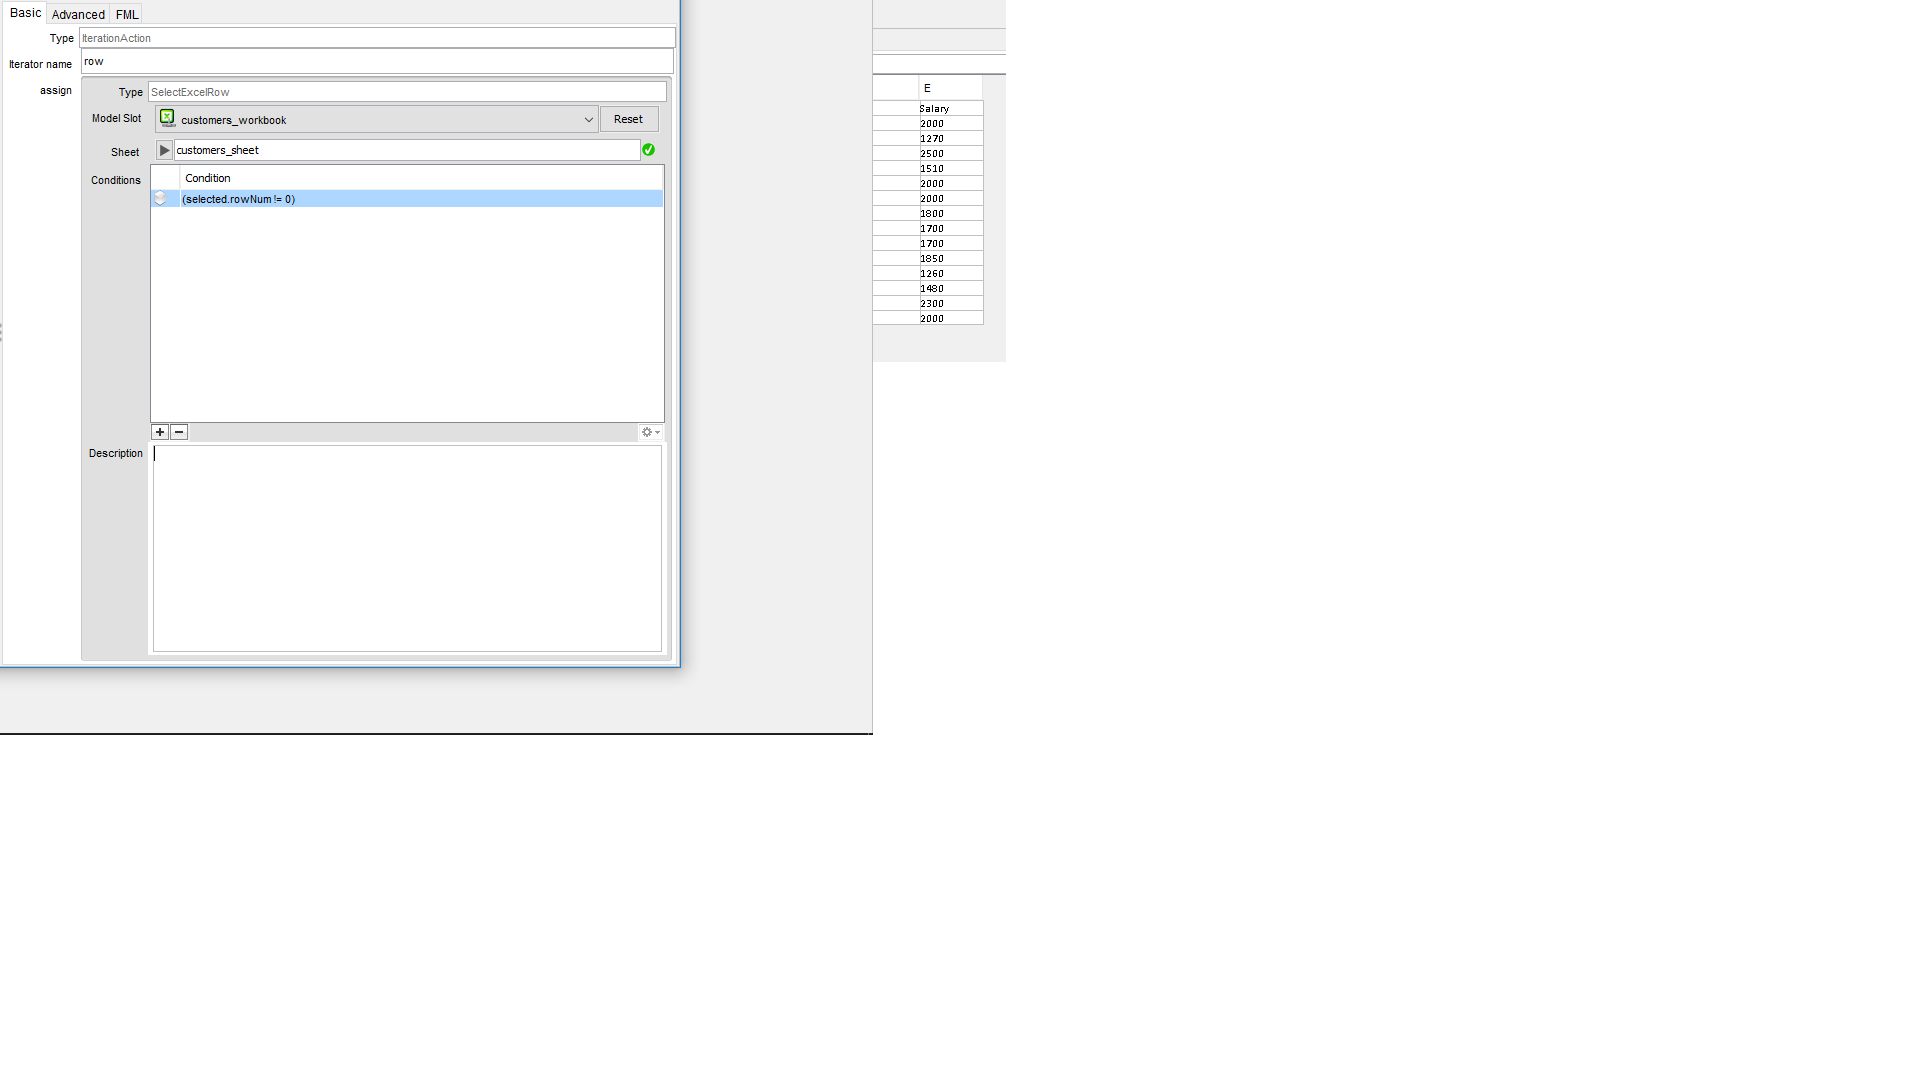 Basic Advanced FML
Type IterationAction
Iterator name row
assign
Type SelectExcelRow
Model Slot customers_workbook Reset
Sheet customers_sheet
Conditions
Condition
(selected.rowNum != 0)
+ −
Description
E
Salary
2000
1270
2500
1510
2000
2000
1800
1700
1700
1850
1260
1480
2300
2000